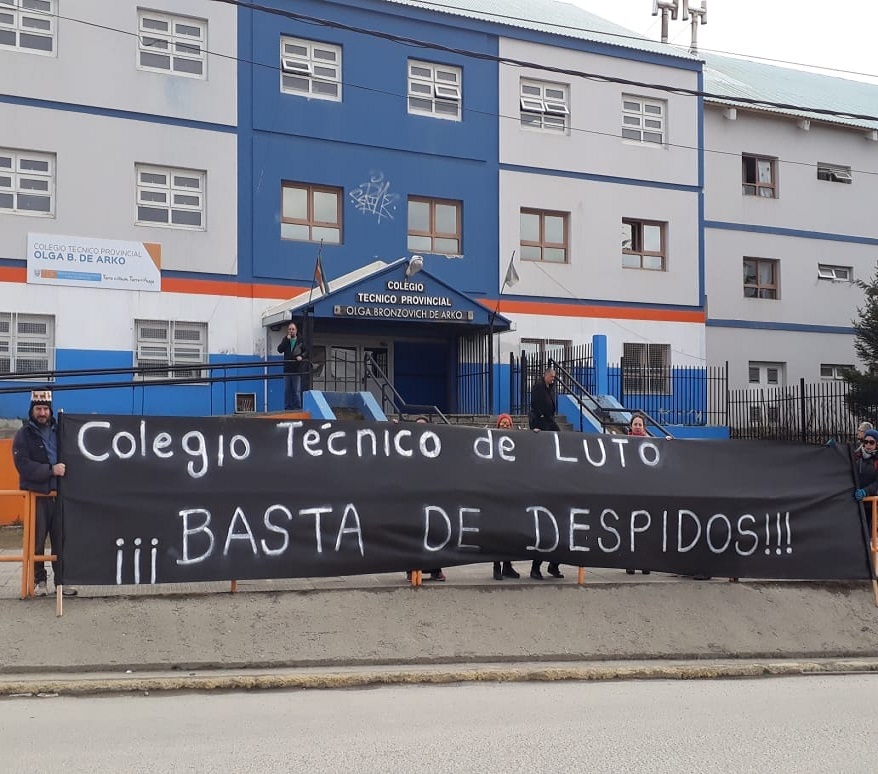 COLEGIO TECNICO PROVINCIAL
OLGA B. DE ARKO
COLEGIO
TECNICO PROVINCIAL
OLGA BRONZOVICH DE ARKO
Colegio Técnico de LUTO
¡¡¡BASTA DE DESPIDOS!!!